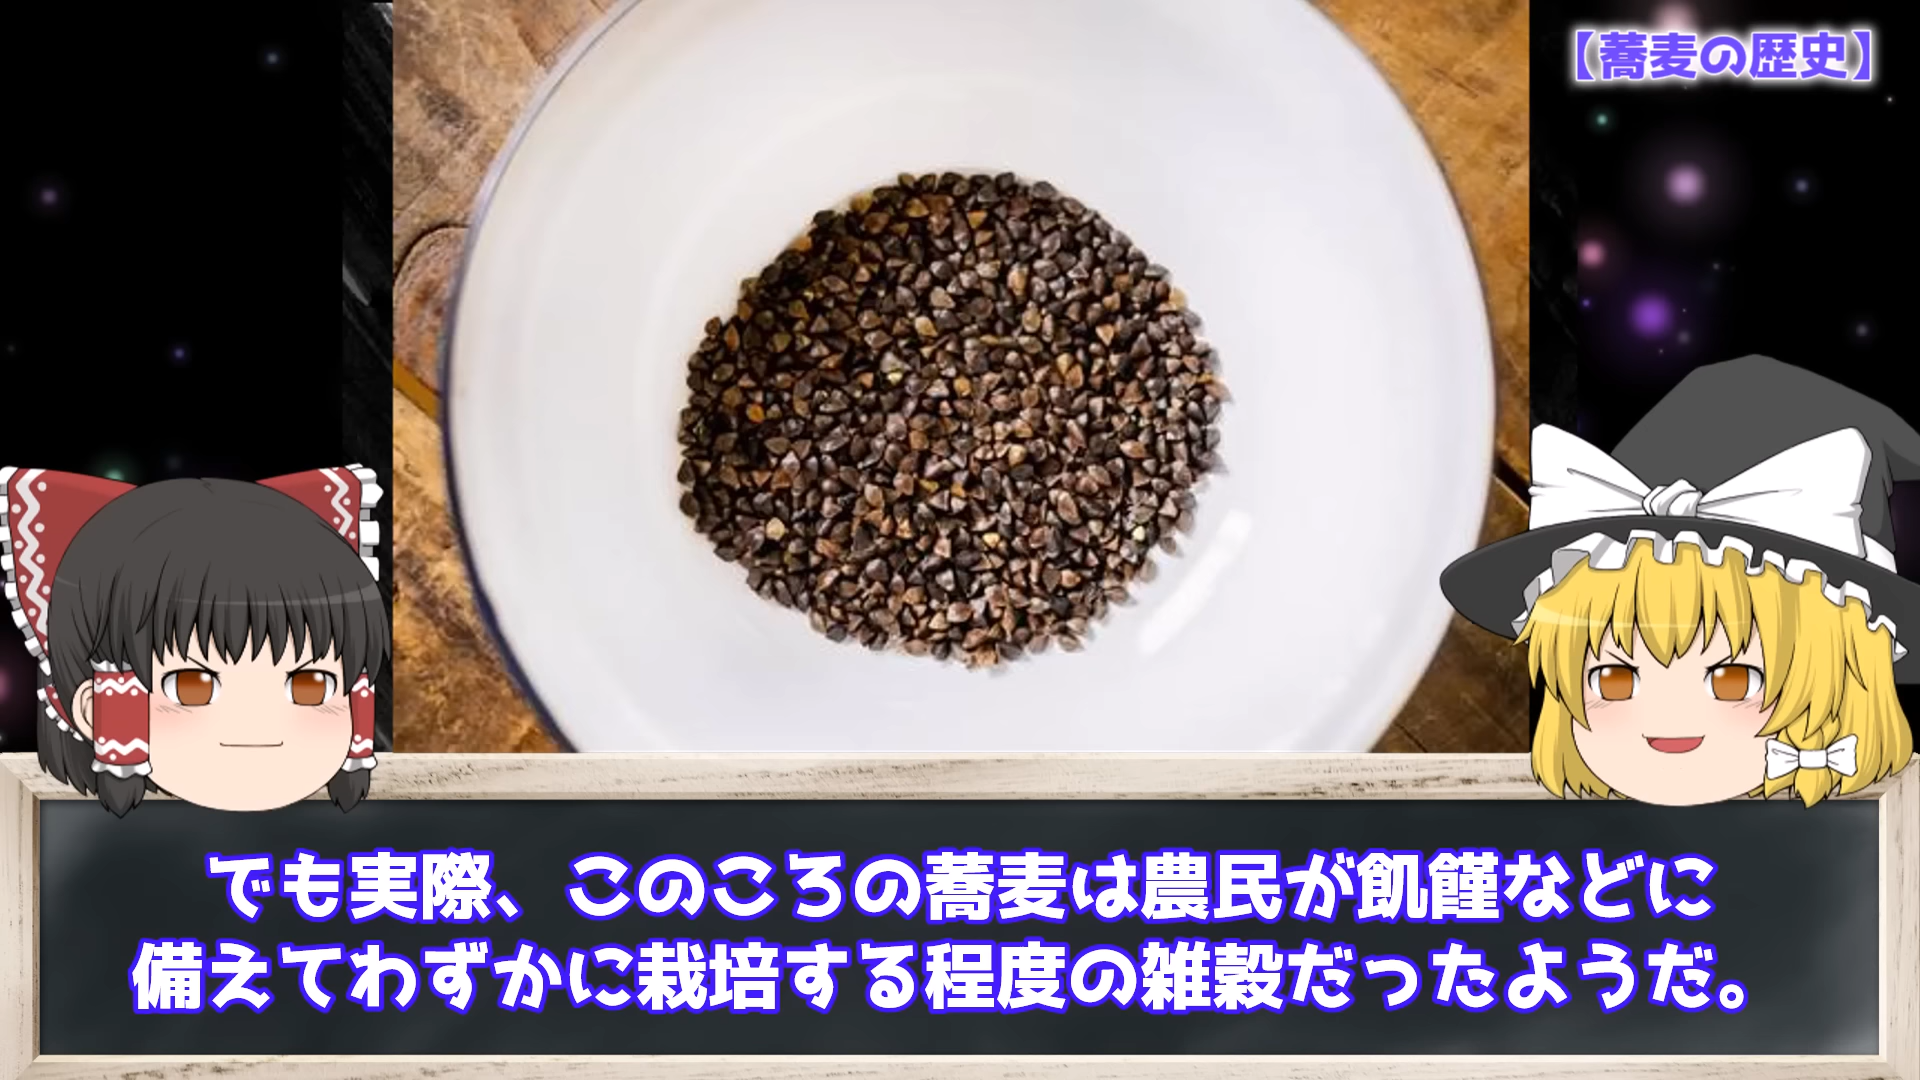 【蕎麦の歴史】
でも実際、このころの蕎麦は農民が飢饉などに
備えてわずかに栽培する程度の雑穀だったようだ。